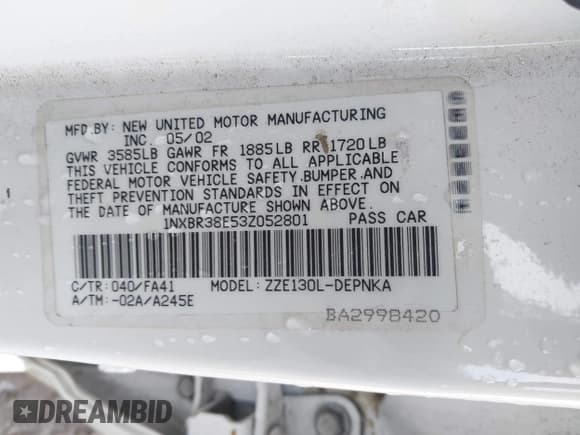 MFD.BY: NEW UNITED MOTOR MANUFACTURING
INC. 05/02
GVWR 3585LB GAWR FR 1885LB RR 1720LB
THIS VEHICLE CONFORMS TO ALL APPLICABLE
FEDERAL MOTOR VEHICLE SAFETY,BUMPER,AND
THEFT PREVENTION STANDARDS IN EFFECT ON
THE DATE OF MANUFACTURE SHOWN ABOVE.
1NXBR38E53Z052801 PASS CAR
C/TR:040/FA41 MODEL: ZZE130L-DEPNKA
A/TM:-02A/A245E
BA2998420
DREAMBID